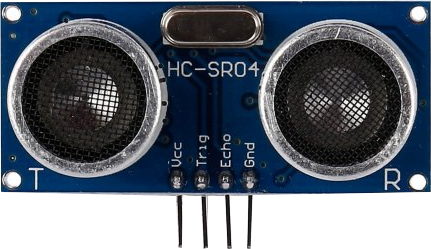 HC-SR04
Vcc
Trig
Echo
Gnd
T
R